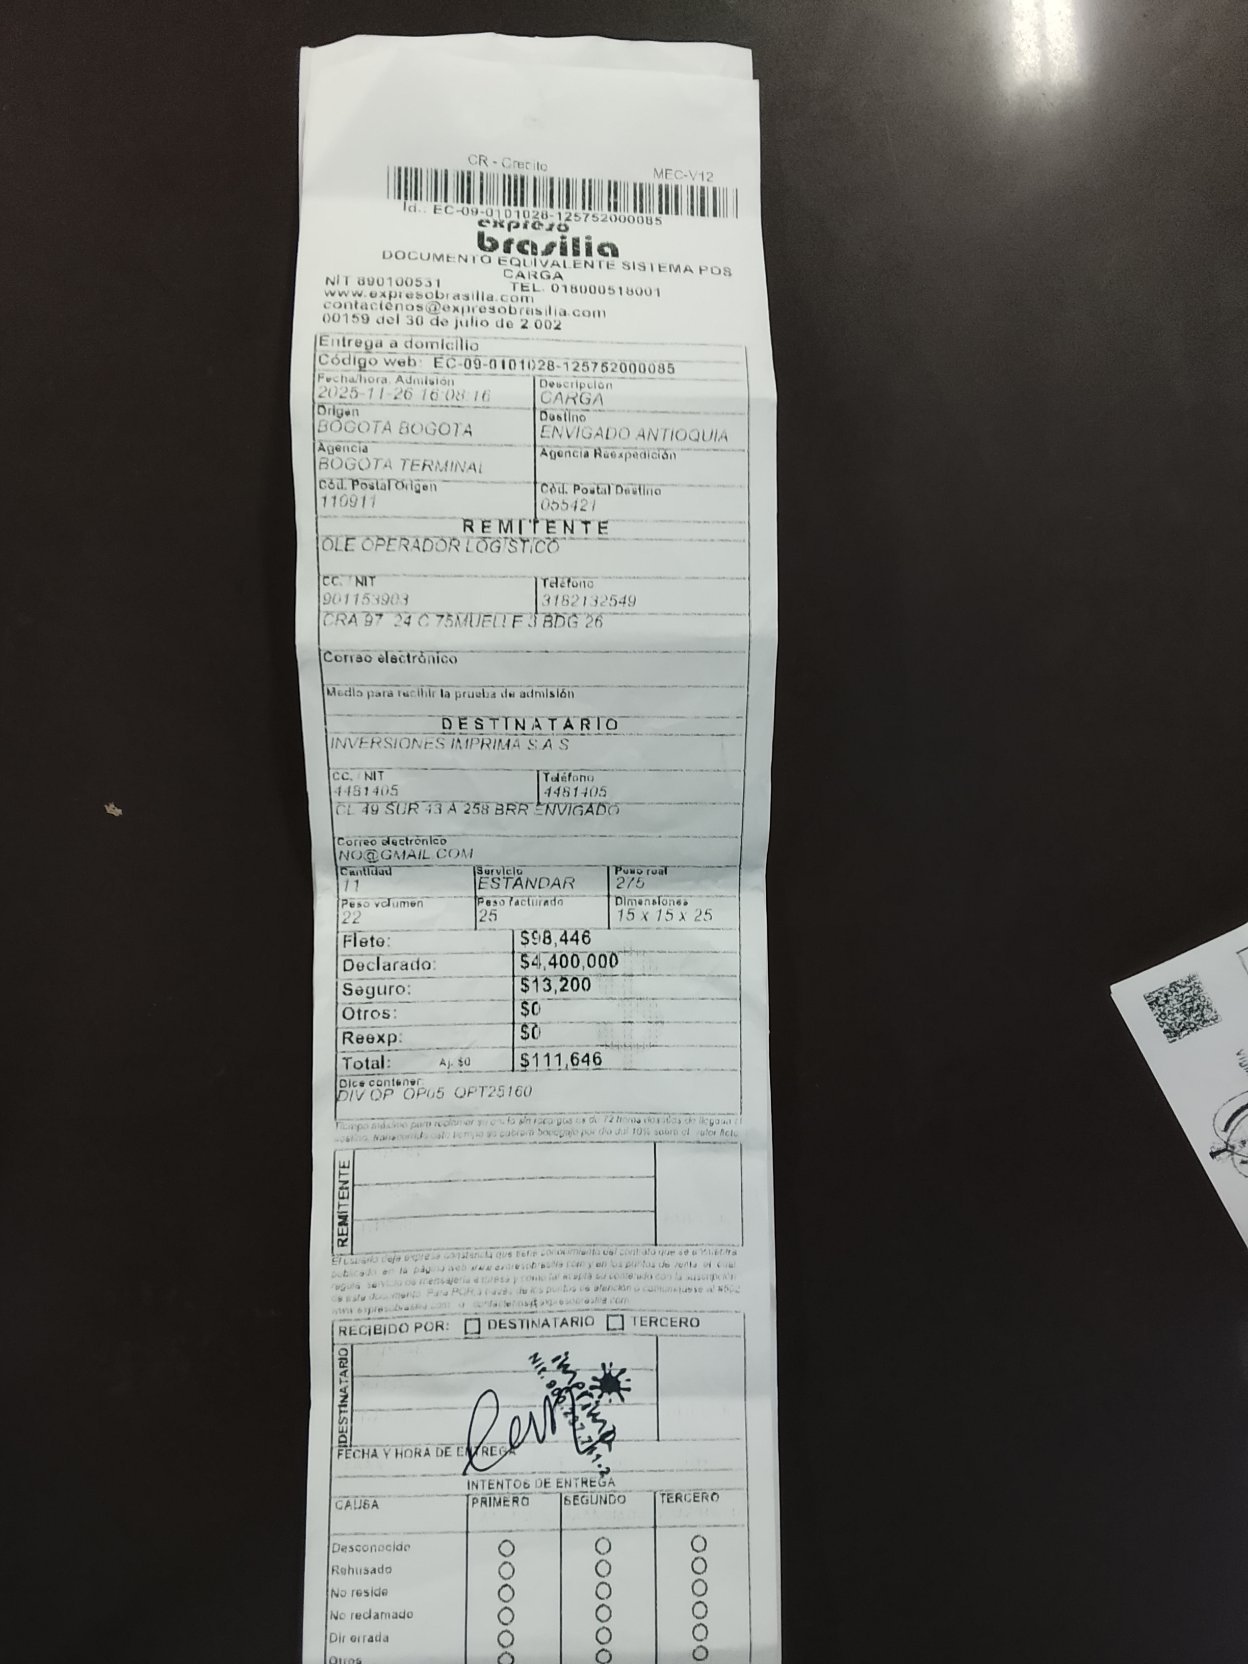 CR - Credito
MEC-V12
Id.: EC-09-0101028-125752000085
expreso
brasilia
DOCUMENTO EQUIVALENTE SISTEMA POS
CARGA
NIT 890100531 TEL. 018000518001
www.expresobrasilia.com
contactenos@expresobrasilia.com
00159 del 30 de julio de 2 002
Entrega a domicilio
Código web: EC-09-0101028-125752000085
Fecha/hora. Admisión Descripción
2025-11-26 16:08:16 CARGA
Origen Destino
BOGOTA BOGOTA ENVIGADO ANTIOQUIA
Agencia Agencia Reexpedición
BOGOTA TERMINAL
Cód. Postal Origen Cód. Postal Destino
110911 055421
REMITENTE
OLE OPERADOR LOGISTICO
CC. / NIT Teléfono
901153903 3182132549
CRA 97 24 C 75MUELLE 3 BDG 26
Correo electrónico
Medio para recibir la prueba de admisión
DESTINATARIO
INVERSIONES IMPRIMA S.A.S
CC. / NIT Teléfono
4481405 4481405
CL 49 SUR 43 A 258 BRR ENVIGADO
Correo electrónico
NO@GMAIL.COM
Cantidad Servicio Peso real
11 ESTANDAR 275
Peso volumen Peso facturado Dimensiones
22 25 15 x 15 x 25
Flete: $98,446
Declarado: $4,400,000
Seguro: $13,200
Otros: $0
Reexp: $0
Total: Aj. $0 $111,646
Dice contener:
DIV OP OP05 OPT25160
REMITENTE
RECIBIDO POR: DESTINATARIO TERCERO
DESTINATARIO
imprima
FECHA Y HORA DE ENTREGA
INTENTOS DE ENTREGA
CAUSA PRIMERO SEGUNDO TERCERO
Desconocido
Rehusado
No reside
No reclamado
Dir errada
Otros